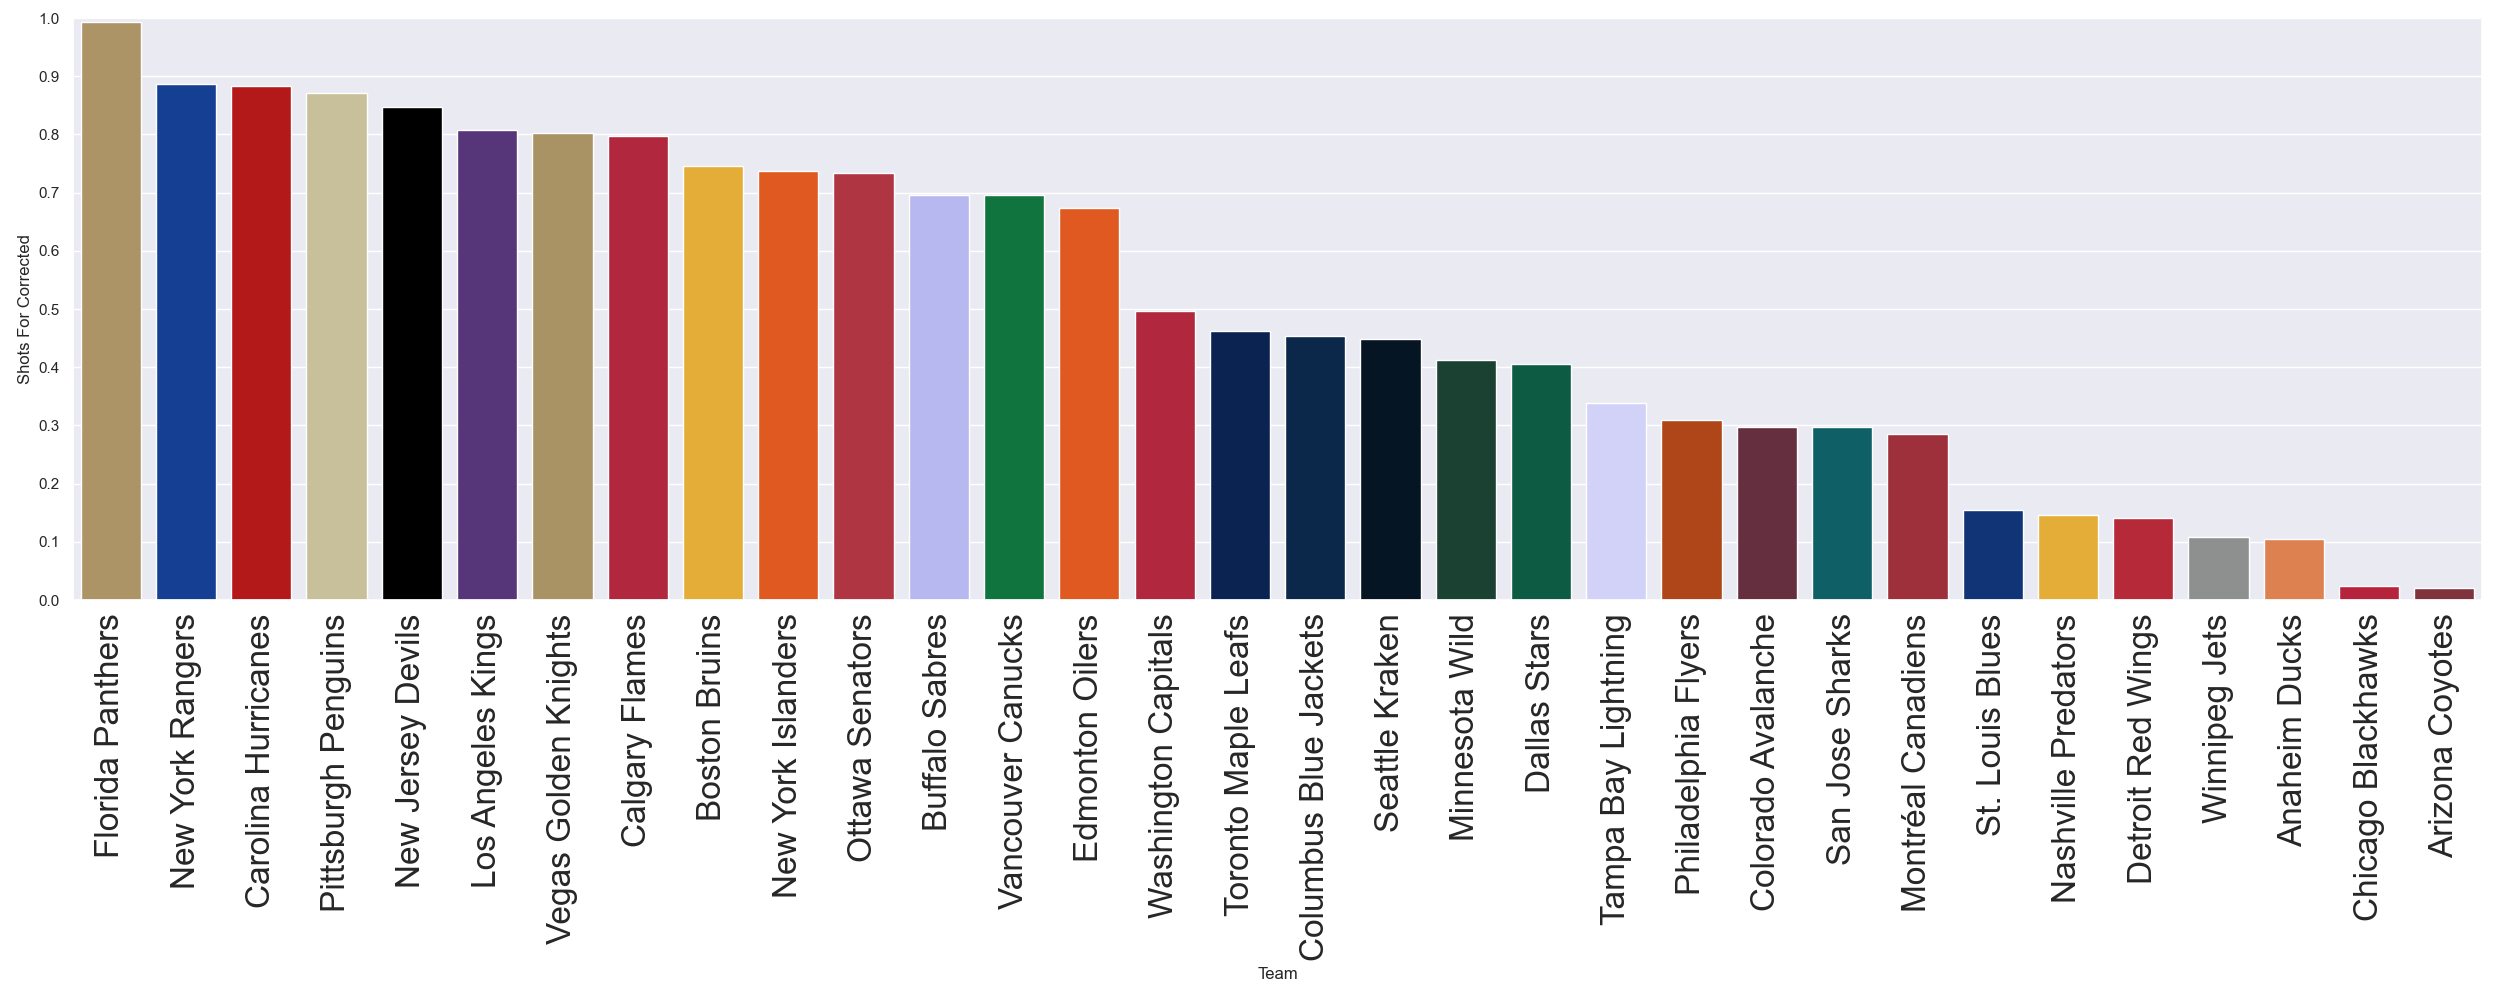 1.0
0.9
0.8
0.7
0.6
0.5
0.4
0.3
0.2
0.1
0.0
Shots For Corrected
Florida Panthers
New York Rangers
Carolina Hurricanes
Pittsburgh Penguins
New Jersey Devils
Los Angeles Kings
Vegas Golden Knights
Calgary Flames
Boston Bruins
New York Islanders
Ottawa Senators
Buffalo Sabres
Vancouver Canucks
Edmonton Oilers
Washington Capitals
Toronto Maple Leafs
Columbus Blue Jackets
Seattle Kraken
Minnesota Wild
Dallas Stars
Tampa Bay Lightning
Philadelphia Flyers
Colorado Avalanche
San Jose Sharks
Montréal Canadiens
St. Louis Blues
Nashville Predators
Detroit Red Wings
Winnipeg Jets
Anaheim Ducks
Chicago Blackhawks
Arizona Coyotes
Team